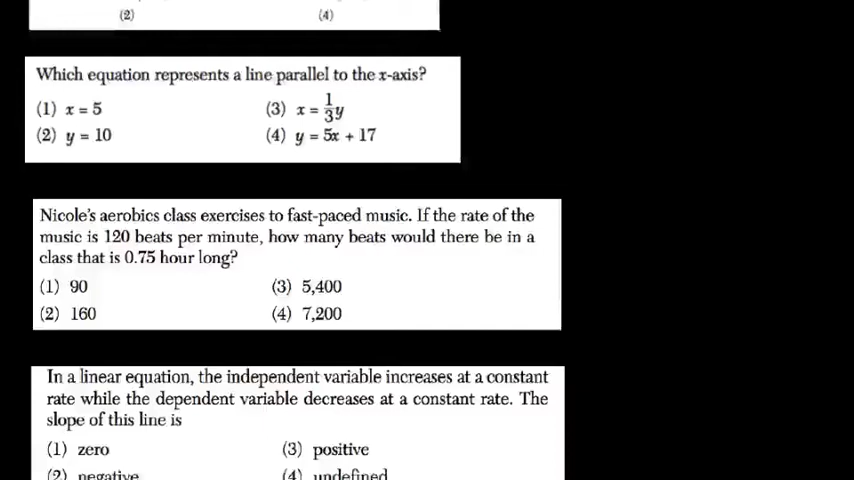 (2) (4)
Which equation represents a line parallel to the x-axis?
(1) x = 5 (3) x = 1/3 y
(2) y = 10 (4) y = 5x + 17
Nicole's aerobics class exercises to fast-paced music. If the rate of the
music is 120 beats per minute, how many beats would there be in a
class that is 0.75 hour long?
(1) 90 (3) 5,400
(2) 160 (4) 7,200
In a linear equation, the independent variable increases at a constant
rate while the dependent variable decreases at a constant rate. The
slope of this line is
(1) zero (3) positive
(2) negative (4) undefined